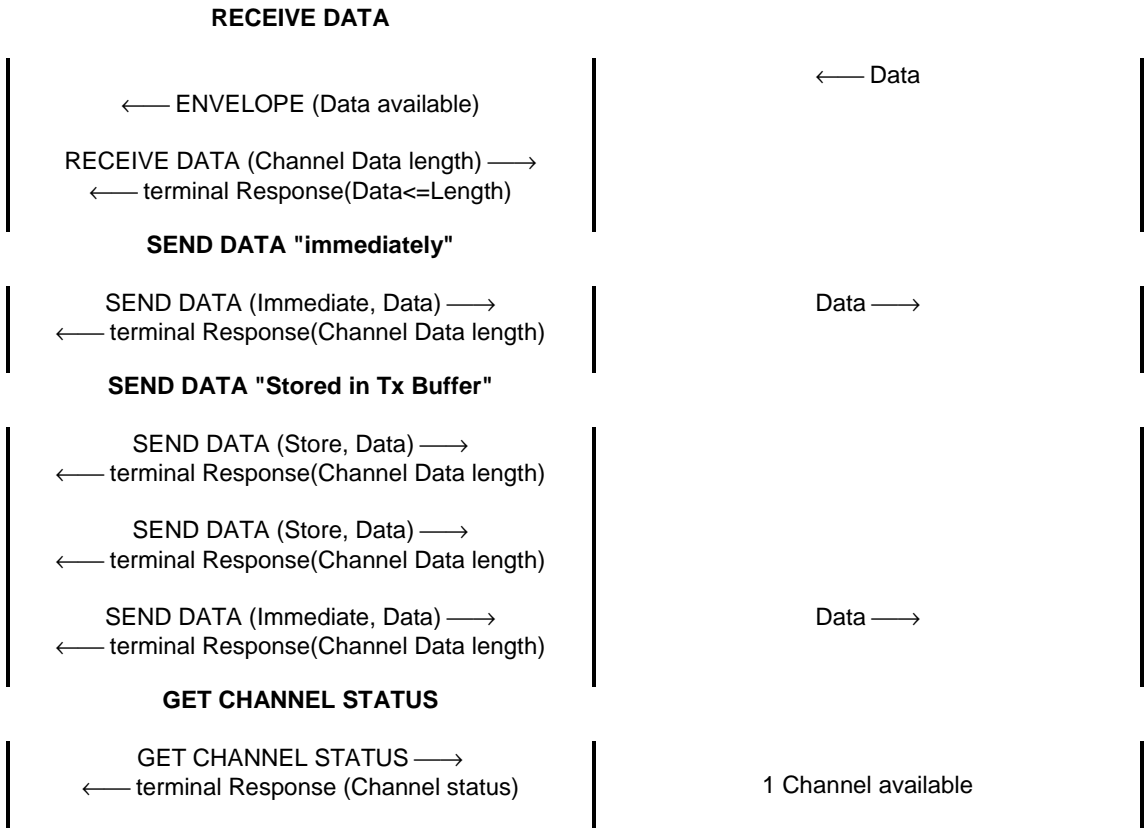 RECEIVE DATA
⟵ Data
⟵ ENVELOPE (Data available)
RECEIVE DATA (Channel Data length) ⟶
⟵ terminal Response(Data<=Length)
SEND DATA "immediately"
SEND DATA (Immediate, Data) ⟶ Data ⟶
⟵ terminal Response(Channel Data length)
SEND DATA "Stored in Tx Buffer"
SEND DATA (Store, Data) ⟶
⟵ terminal Response(Channel Data length)
SEND DATA (Store, Data) ⟶
⟵ terminal Response(Channel Data length)
SEND DATA (Immediate, Data) ⟶ Data ⟶
⟵ terminal Response(Channel Data length)
GET CHANNEL STATUS
GET CHANNEL STATUS ⟶
⟵ terminal Response (Channel status) 1 Channel available